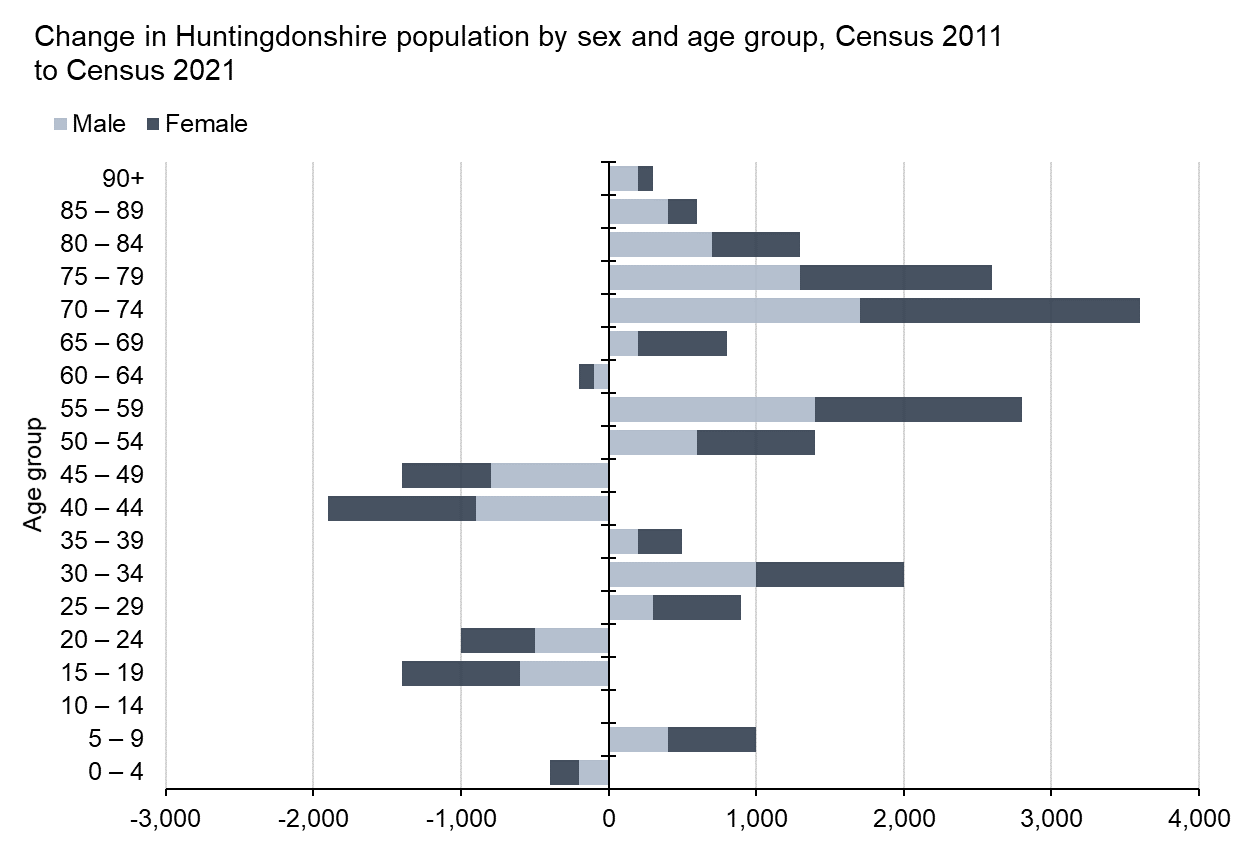 Change in Huntingdonshire population by sex and age group, Census 2011
to Census 2021
Male Female
90+
85 – 89
80 – 84
75 – 79
70 – 74
65 – 69
60 – 64
55 – 59
50 – 54
45 – 49
40 – 44
35 – 39
30 – 34
25 – 29
20 – 24
15 – 19
10 – 14
5 – 9
0 – 4
Age group
-3,000 -2,000 -1,000 0 1,000 2,000 3,000 4,000